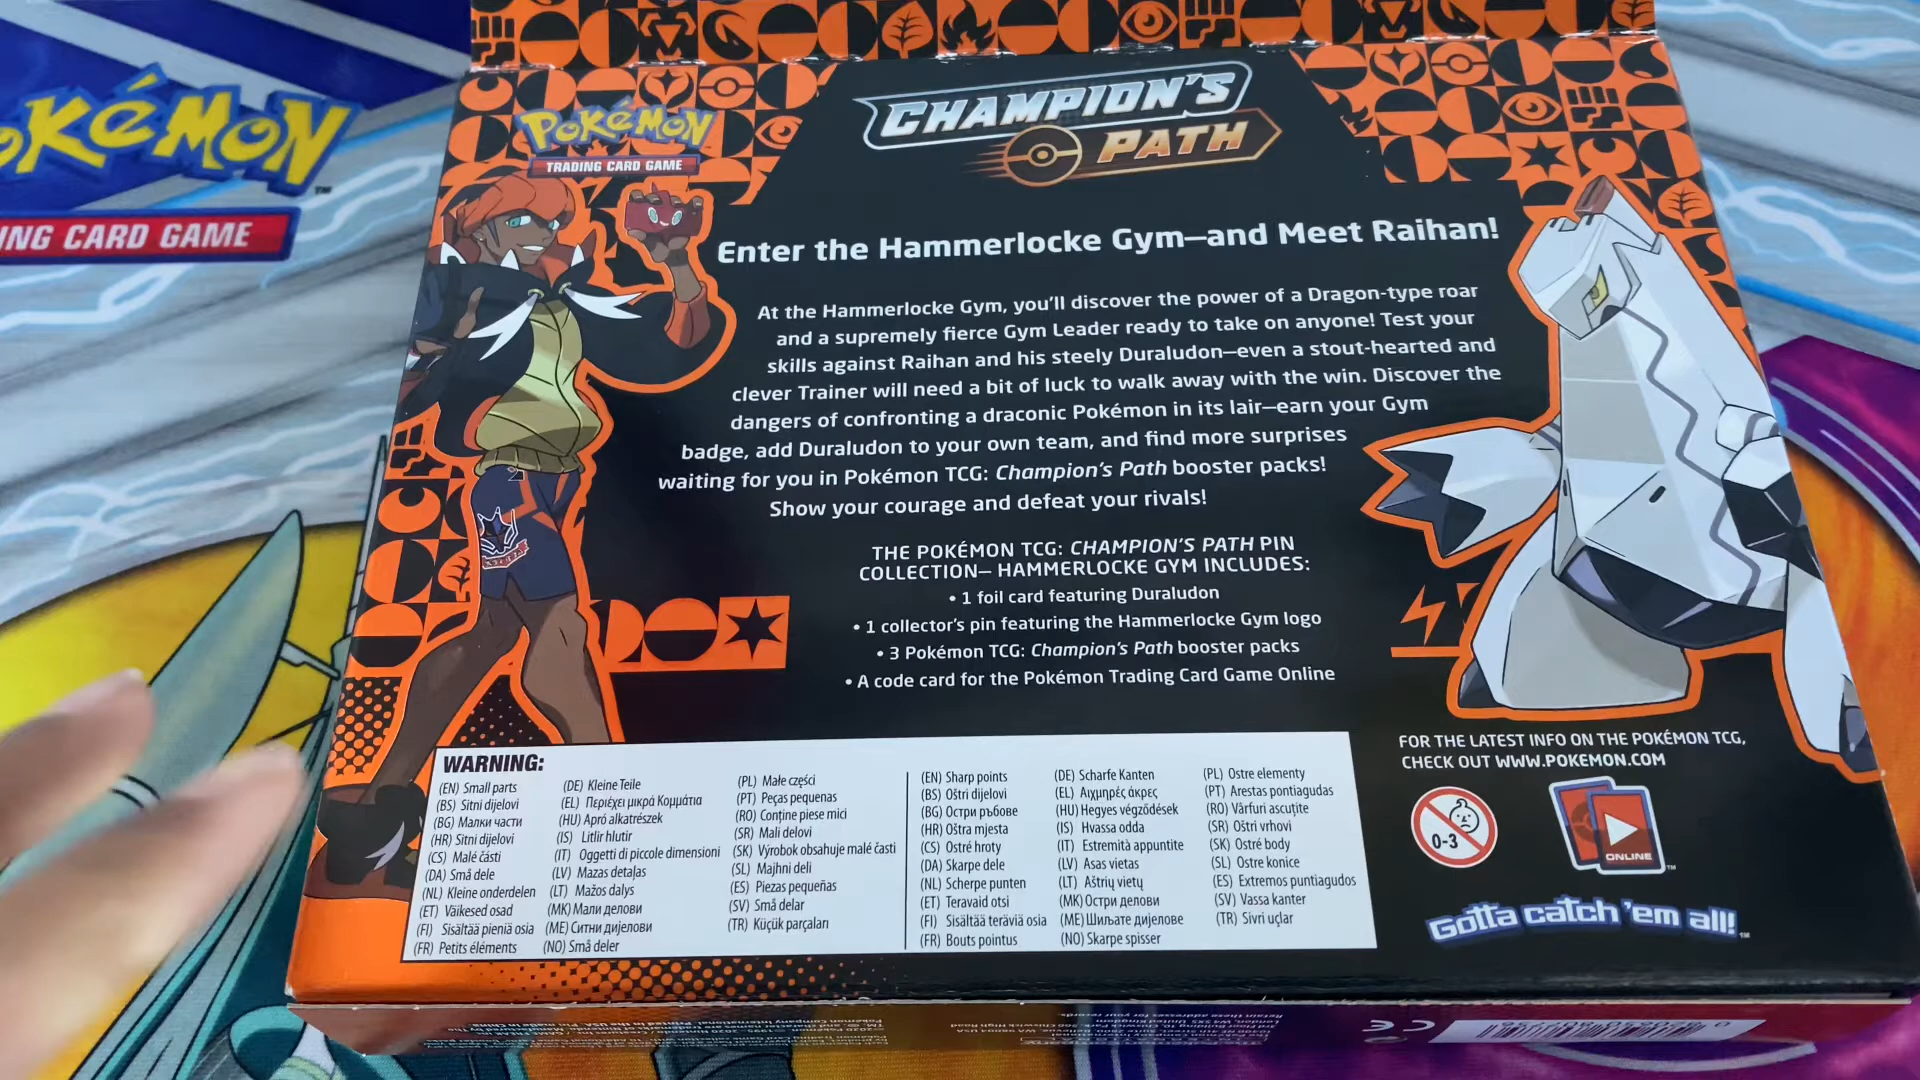 POKéMON
TRADING CARD GAME
CHAMPION'S
PATH
OKéMON
ING CARD GAME
Enter the Hammerlocke Gym—and Meet Raihan!
At the Hammerlocke Gym, you'll discover the power of a Dragon-type roar
and a supremely fierce Gym Leader ready to take on anyone! Test your
skills against Raihan and his steely Duraludon—even a stout-hearted and
clever Trainer will need a bit of luck to walk away with the win. Discover the
dangers of confronting a draconic Pokémon in its lair—earn your Gym
badge, add Duraludon to your own team, and find more surprises
waiting for you in Pokémon TCG: Champion's Path booster packs!
Show your courage and defeat your rivals!
THE POKÉMON TCG: CHAMPION'S PATH PIN
COLLECTION— HAMMERLOCKE GYM INCLUDES:
• 1 foil card featuring Duraludon
• 1 collector's pin featuring the Hammerlocke Gym logo
• 3 Pokémon TCG: Champion's Path booster packs
• A code card for the Pokémon Trading Card Game Online
WARNING:
(EN) Small parts
(BS) Sitni dijelovi
(BG) Малки части
(HR) Sitni dijelovi
(CS) Malé části
(DA) Små dele
(NL) Kleine onderdelen
(ET) Väikesed osad
(FI) Sisältää pieniä osia
(FR) Petits éléments
(DE) Kleine Teile
(EL) Περιέχει μικρά Κομμάτια
(HU) Apró alkatrészek
(IS) Litlir hlutir
(IT) Oggetti di piccole dimensioni
(LV) Mazas detaļas
(LT) Mažos dalys
(MK) Мали делови
(ME) Ситни дијелови
(NO) Små deler
(PL) Małe części
(PT) Peças pequenas
(RO) Conține piese mici
(SR) Mali delovi
(SK) Výrobok obsahuje malé časti
(SL) Majhni deli
(ES) Piezas pequeñas
(SV) Små delar
(TR) Küçük parçaları
(EN) Sharp points
(BS) Oštri dijelovi
(BG) Остри ръбове
(HR) Oštra mjesta
(CS) Ostré hroty
(DA) Skarpe dele
(NL) Scherpe punten
(ET) Teravaid otsi
(FI) Sisältää teräviä osia
(FR) Bouts pointus
(DE) Scharfe Kanten
(EL) Αιχμηρές άκρες
(HU) Hegyes végződések
(IS) Hvassa odda
(IT) Estremità appuntite
(LV) Asas vietas
(LT) Aštrių vietų
(MK) Остри делови
(ME) Шиљате дијелове
(NO) Skarpe spisser
(PL) Ostre elementy
(PT) Arestas pontiagudas
(RO) Vârfuri ascuțite
(SR) Oštri vrhovi
(SK) Ostré body
(SL) Ostre konice
(ES) Extremos puntiagudos
(SV) Vassa kanter
(TR) Sivri uçlar
FOR THE LATEST INFO ON THE POKÉMON TCG,
CHECK OUT WWW.POKEMON.COM
0-3
ONLINE
TM
Gotta catch 'em all!
TM
CE